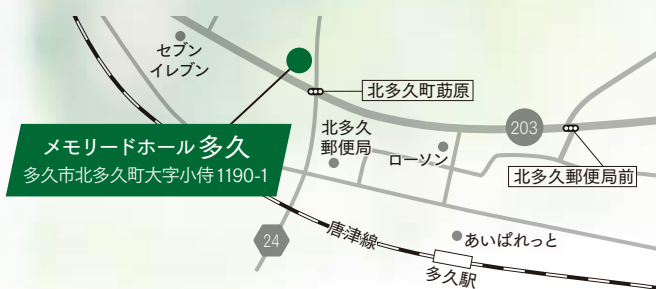 セブン
イレブン
北多久町莇原
メモリードホール 多久
多久市北多久町大字小侍1190-1
北多久
郵便局
ローソン
203
北多久郵便局前
24
唐津線
あいぱれっと
多久駅